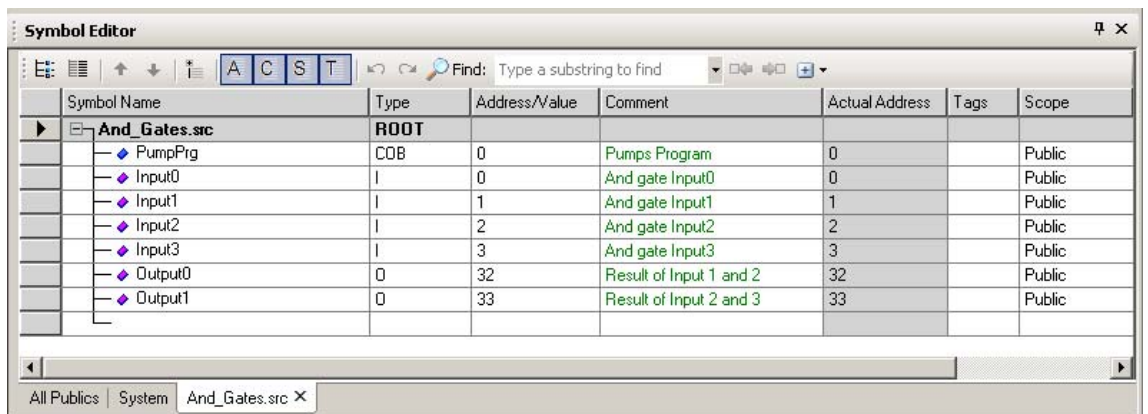 Symbol Editor
A C S T Find: Type a substring to find
Symbol Name Type Address/Value Comment Actual Address Tags Scope
And_Gates.src ROOT
PumpPrg COB 0 Pumps Program 0 Public
Input0 I 0 And gate Input0 0 Public
Input1 I 1 And gate Input1 1 Public
Input2 I 2 And gate Input2 2 Public
Input3 I 3 And gate Input3 3 Public
Output0 O 32 Result of Input 1 and 2 32 Public
Output1 O 33 Result of Input 2 and 3 33 Public
All Publics System And_Gates.src